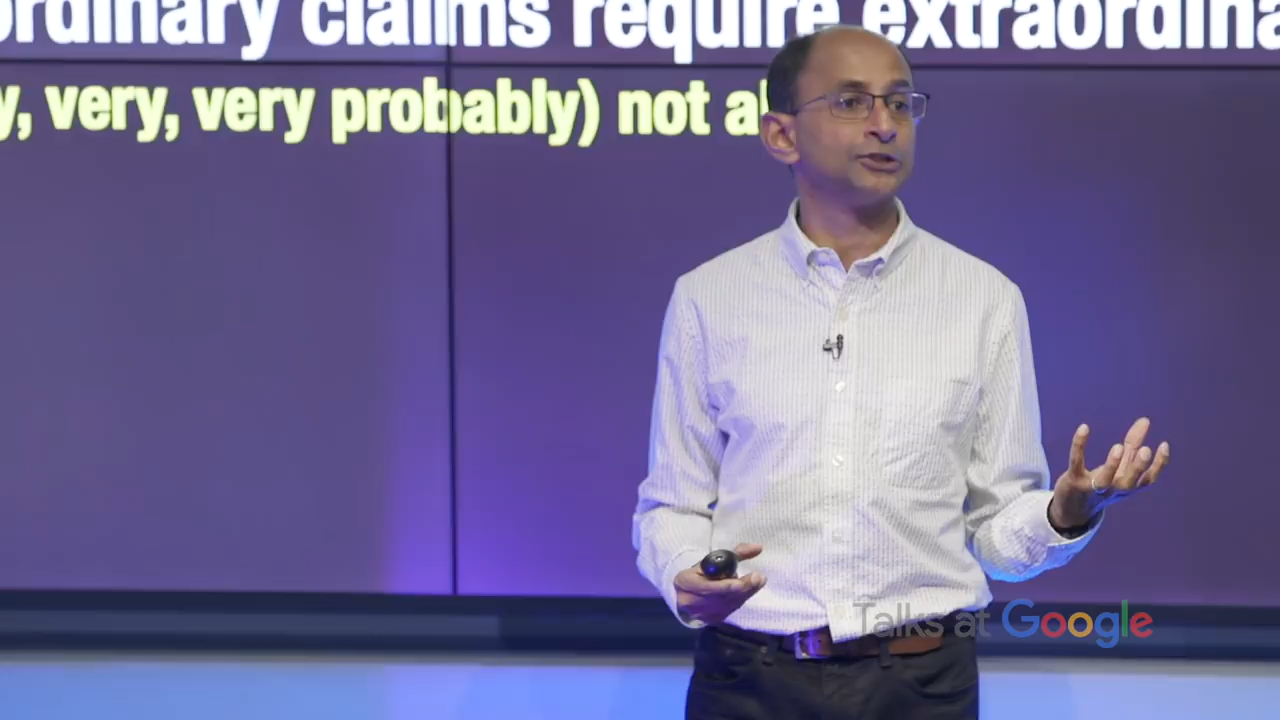 ordinary claims require extraordina
y, very, very probably) not al
Talks at Google